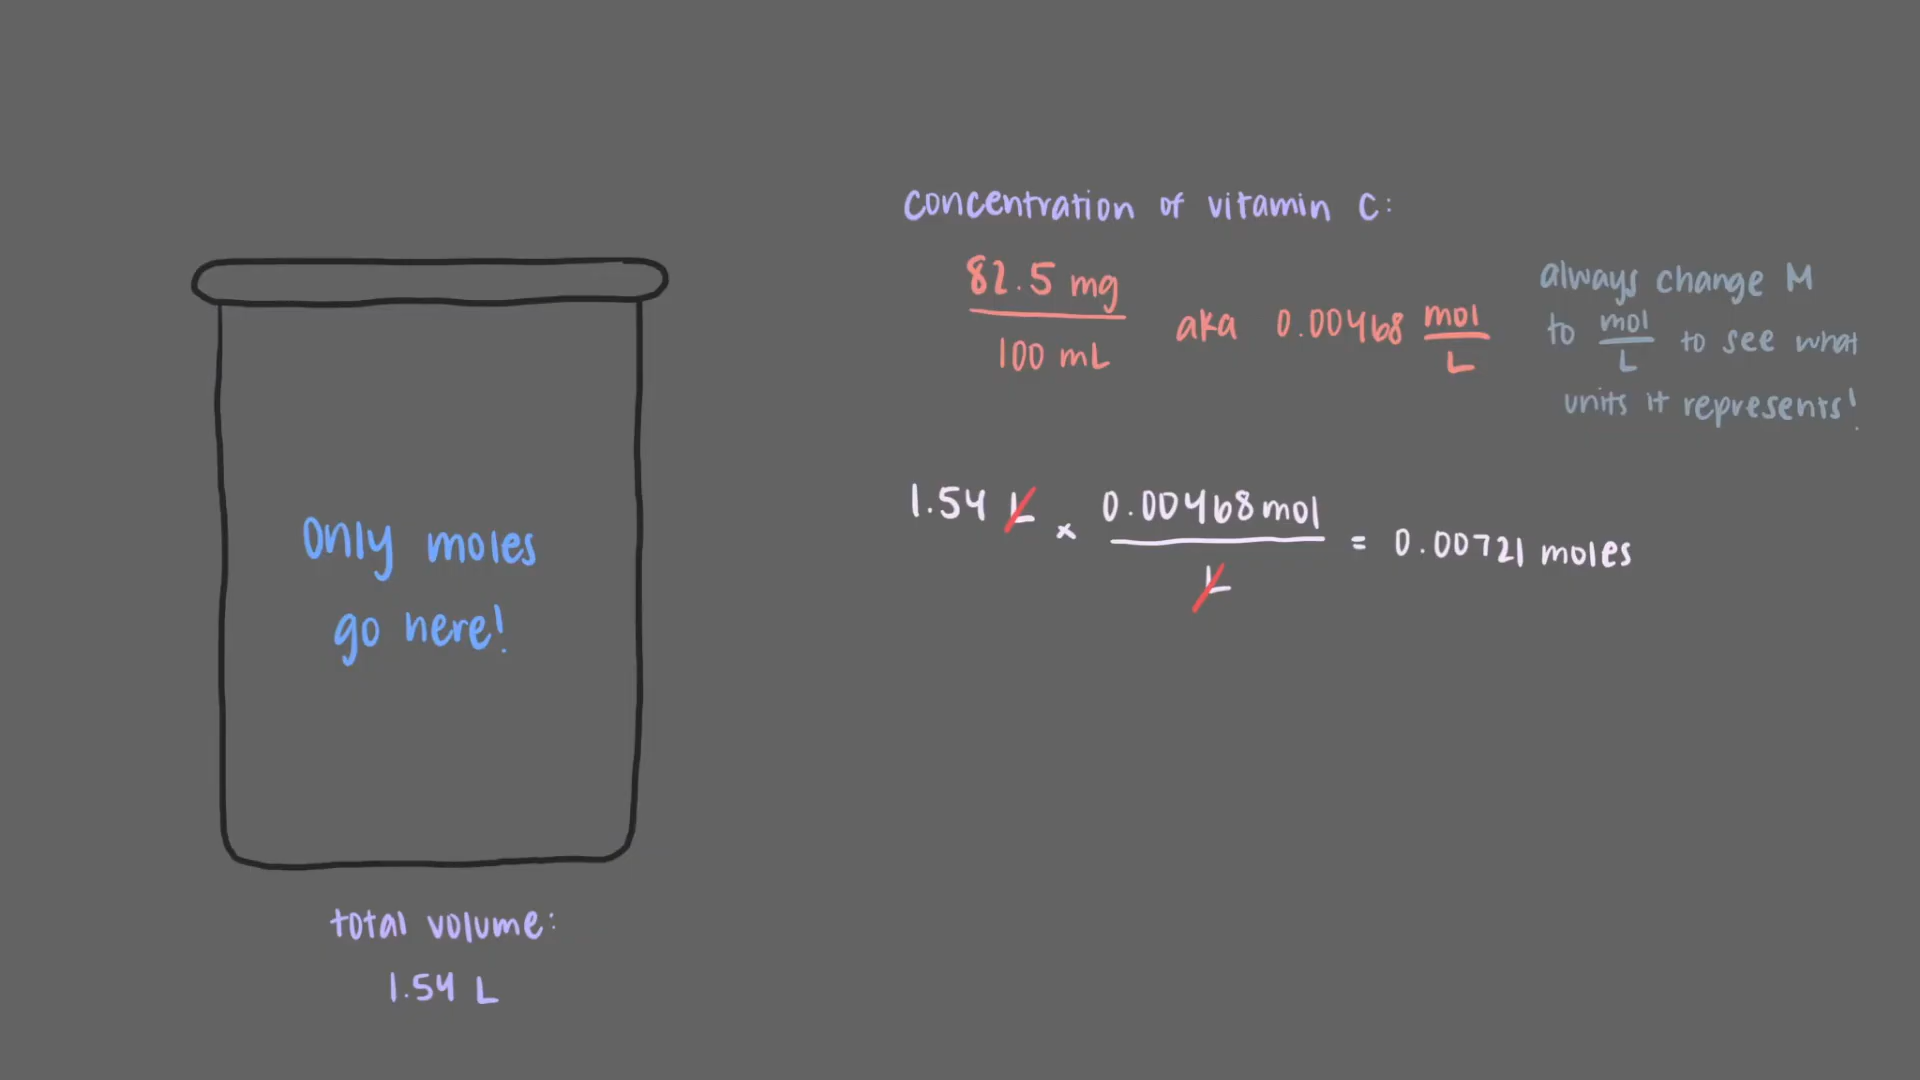 concentration of vitamin C:
82.5 mg
100 mL
aka 0.00468 mol
L
always change M
to mol
L
to see what
units it represents!
1.54 L x 0.00468 mol
L
= 0.00721 moles
Only moles
go here!
total volume:
1.54 L